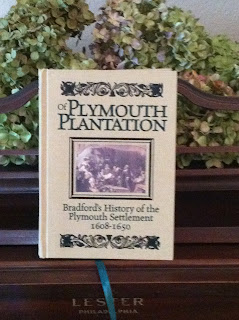 OF PLYMOUTH
PLANTATION
Bradford's History of the
Plymouth Settlement
1608-1650
LESTER
PHILADELPHIA